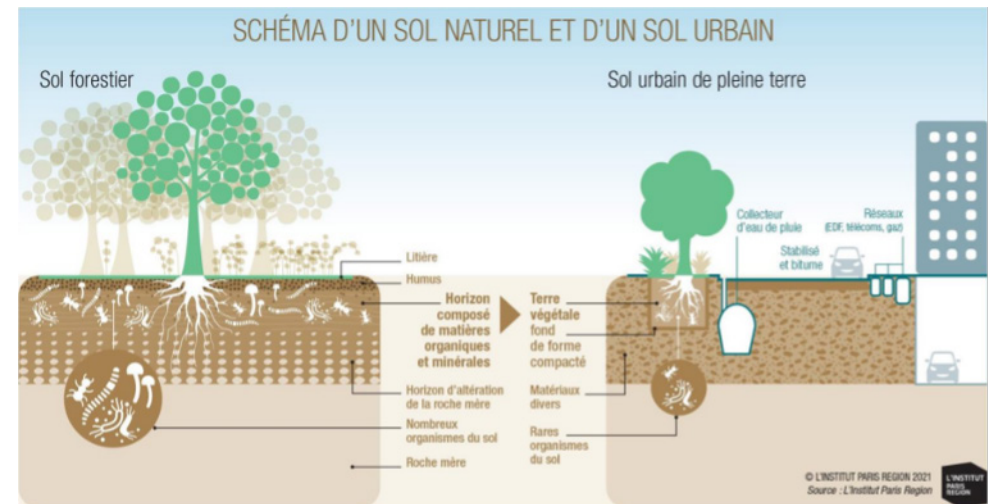 SCHÉMA D'UN SOL NATUREL ET D'UN SOL URBAIN
Sol forestier
Litière
Humus
Horizon
composé
de matières
organiques
et minérales
Horizon d'altération
de la roche mère
Nombreux
organismes du sol
Roche mère
Sol urbain de pleine terre
Collecteur
d'eau de pluie
Réseaux
(EDF, télécoms, gaz)
Stabilisé
et bitume
Terre
végétale
fond
de forme
compacté
Matériaux
divers
Rares
organismes
du sol
© L'INSTITUT PARIS REGION 2021
Source : L'Institut Paris Region
L'INSTITUT
PARIS
REGION